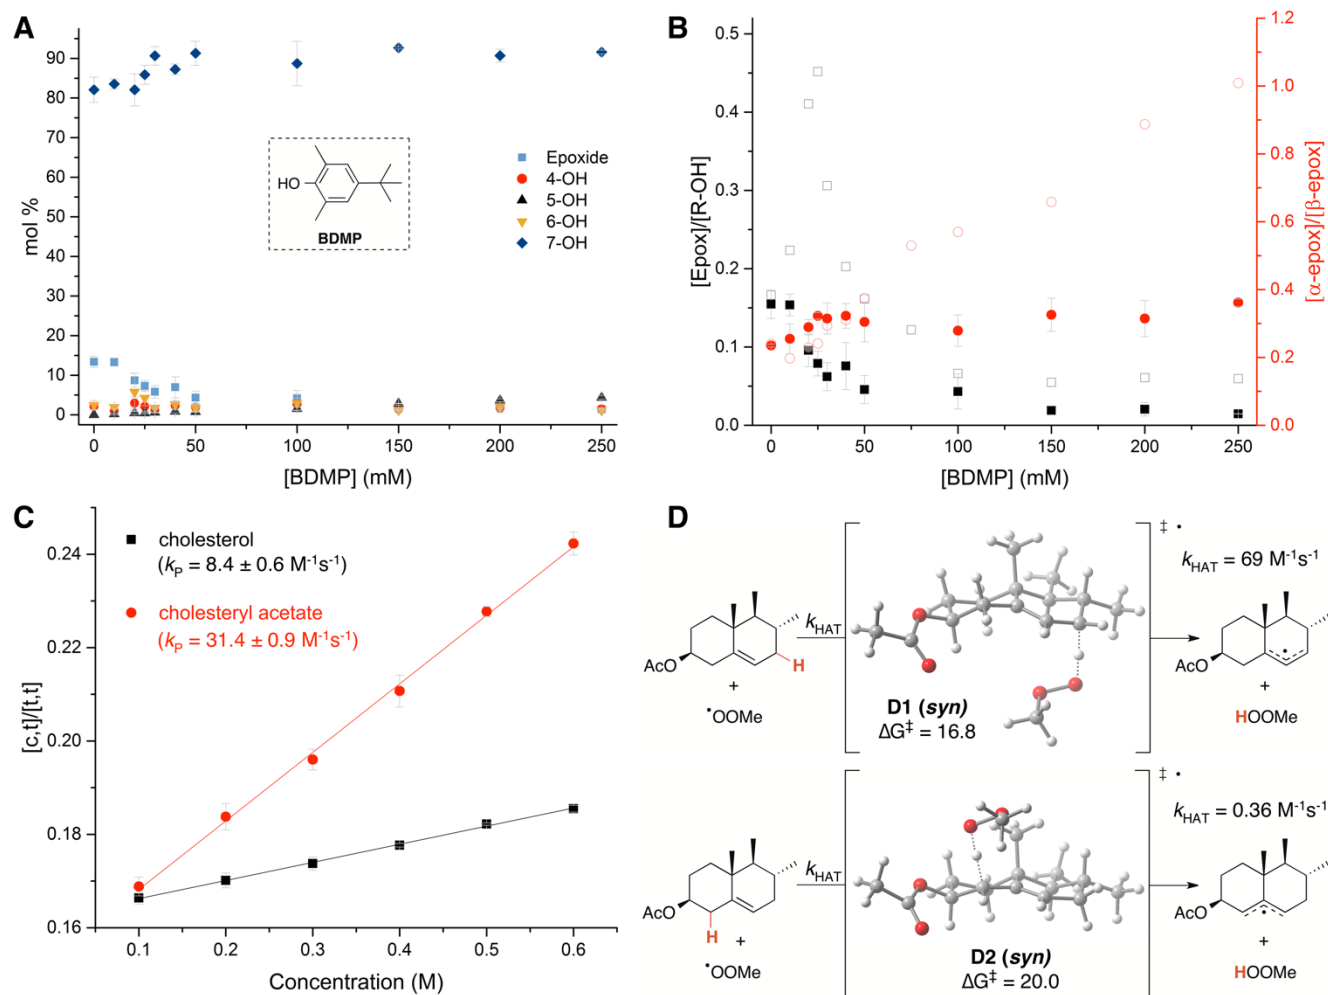 A
mol %
90
80
70
60
50
40
30
20
10
0
0
50
100
150
200
250
[BDMP] (mM)
HO
BDMP
Epoxide
4-OH
5-OH
6-OH
7-OH
B
[Epox]/[R-OH]
0.5
0.4
0.3
0.2
0.1
0.0
0
50
100
150
200
250
[BDMP] (mM)
1.2
1.0
0.8
0.6
0.4
0.2
0.0
[α-epox]/[β-epox]
C
[c,t]/[t,t]
0.24
0.22
0.20
0.18
0.16
0.1
0.2
0.3
0.4
0.5
0.6
Concentration (M)
cholesterol
(kP = 8.4 ± 0.6 M⁻¹s⁻¹)
cholesteryl acetate
(kP = 31.4 ± 0.9 M⁻¹s⁻¹)
D
AcO
H
+
•OOMe
kHAT
D1 (syn)
ΔG‡ = 16.8
‡ •
kHAT = 69 M⁻¹s⁻¹
AcO
+
HOOMe
AcO
H
+
•OOMe
kHAT
D2 (syn)
ΔG‡ = 20.0
‡ •
kHAT = 0.36 M⁻¹s⁻¹
AcO
+
HOOMe